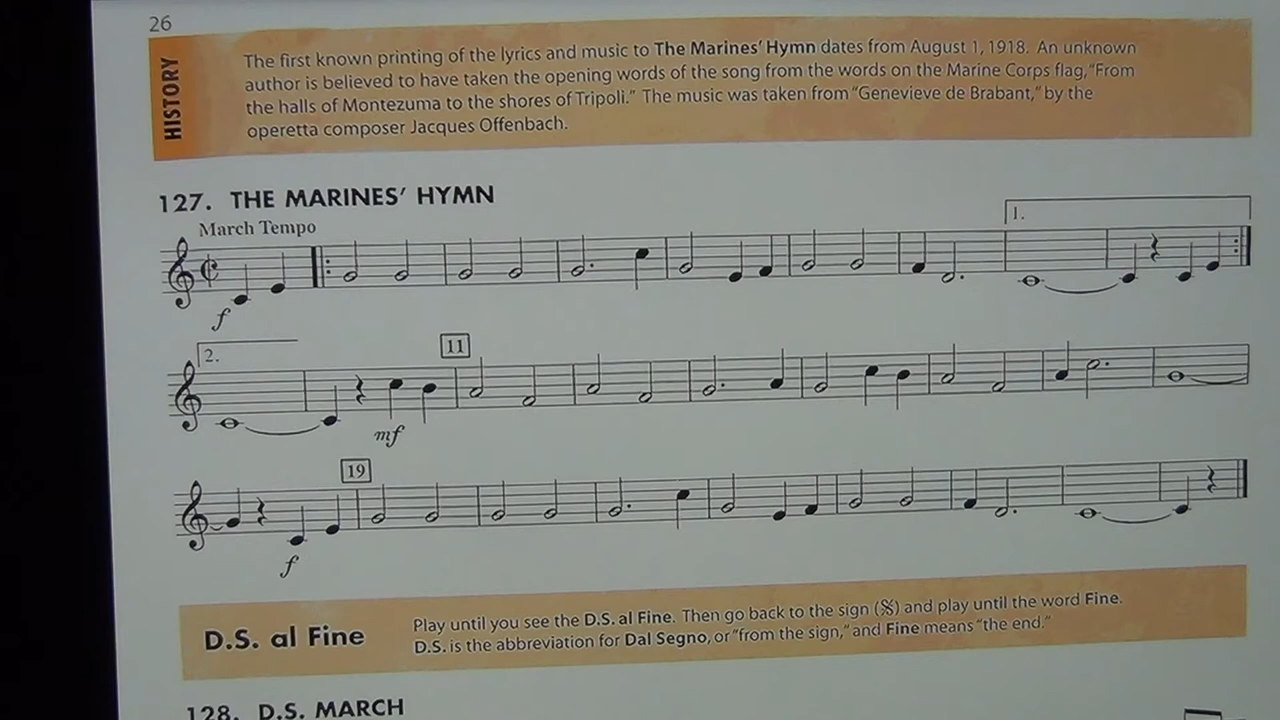 26
HISTORY
The first known printing of the lyrics and music to The Marines' Hymn dates from August 1, 1918. An unknown
author is believed to have taken the opening words of the song from the words on the Marine Corps flag, "From
the halls of Montezuma to the shores of Tripoli." The music was taken from "Genevieve de Brabant," by the
operetta composer Jacques Offenbach.
127. THE MARINES' HYMN
March Tempo
1.
f
2.
11
mf
19
f
D.S. al Fine
Play until you see the D.S. al Fine. Then go back to the sign (𝄋) and play until the word Fine.
D.S. is the abbreviation for Dal Segno, or "from the sign," and Fine means "the end."
128. D.S. MARCH